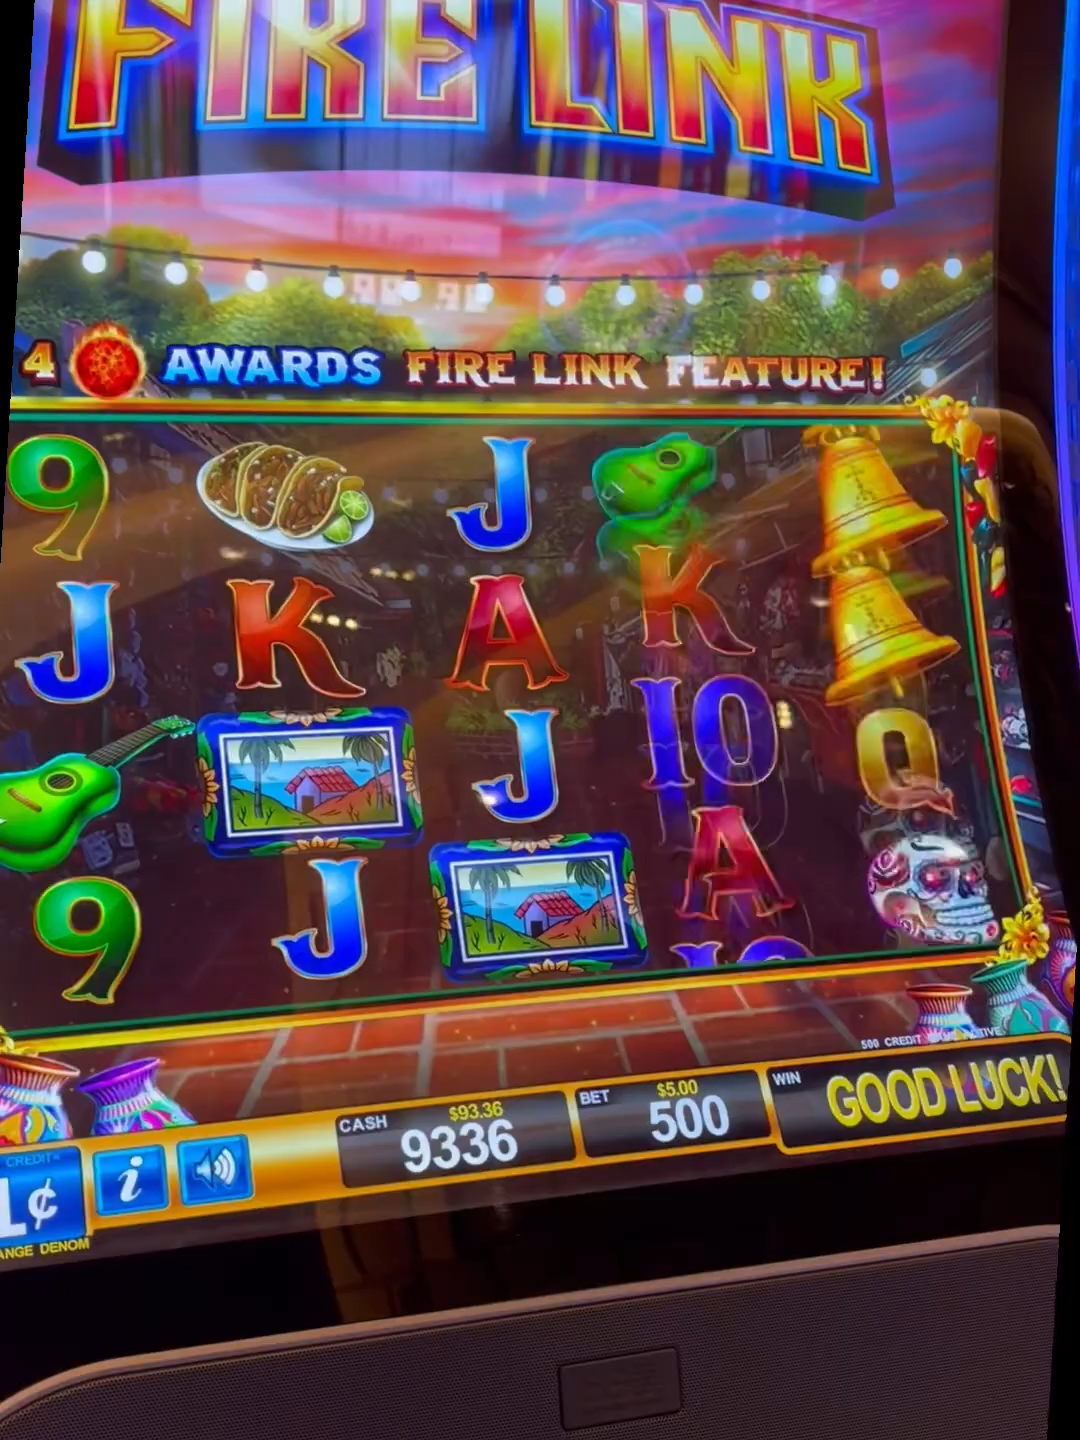 FIRE LINK
4 AWARDS FIRE LINK FEATURE!
9 J
J K A K
J 10 Q
9 J A
10
500 CREDIT
CASH $93.36 BET $5.00 WIN GOOD LUCK!
9336 500
CREDIT
1¢ i
ANGE DENOM